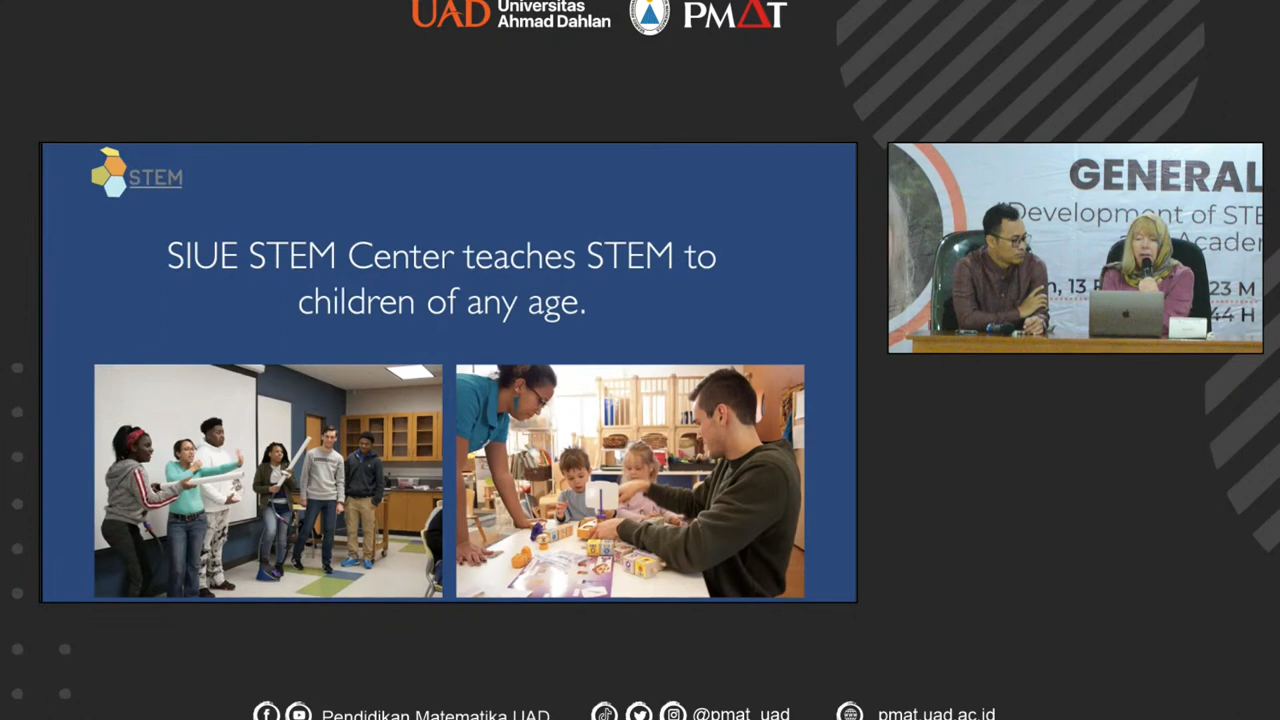 UAD
Universitas
Ahmad Dahlan
PMAT
STEM
SIUE STEM Center teaches STEM to
children of any age.
GENERAL
"Development of STE
Acade
n, 13 F
23 M
44 H
Pendidikan Matematika UAD
@pmat_uad
pmat.uad.ac.id